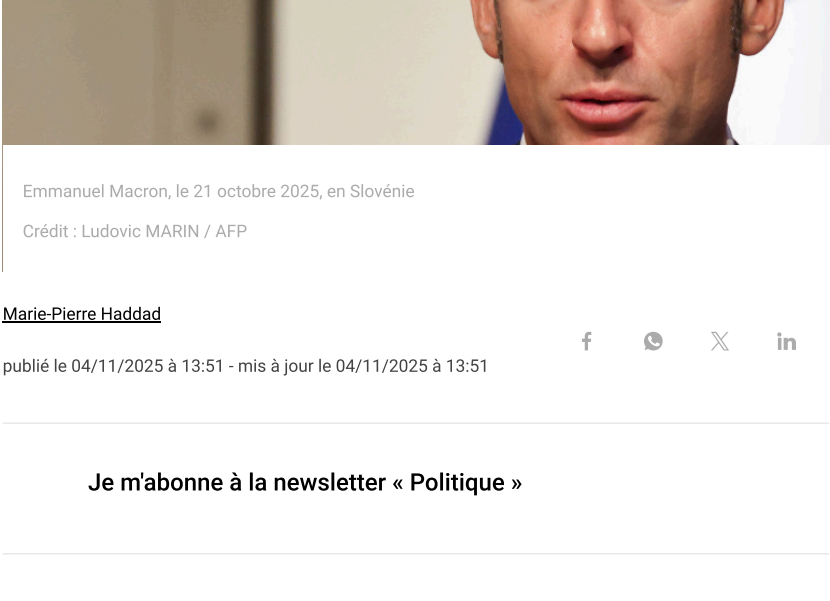 Emmanuel Macron, le 21 octobre 2025, en Slovénie
Crédit : Ludovic MARIN / AFP
Marie-Pierre Haddad
publié le 04/11/2025 à 13:51 - mis à jour le 04/11/2025 à 13:51
Je m'abonne à la newsletter « Politique »